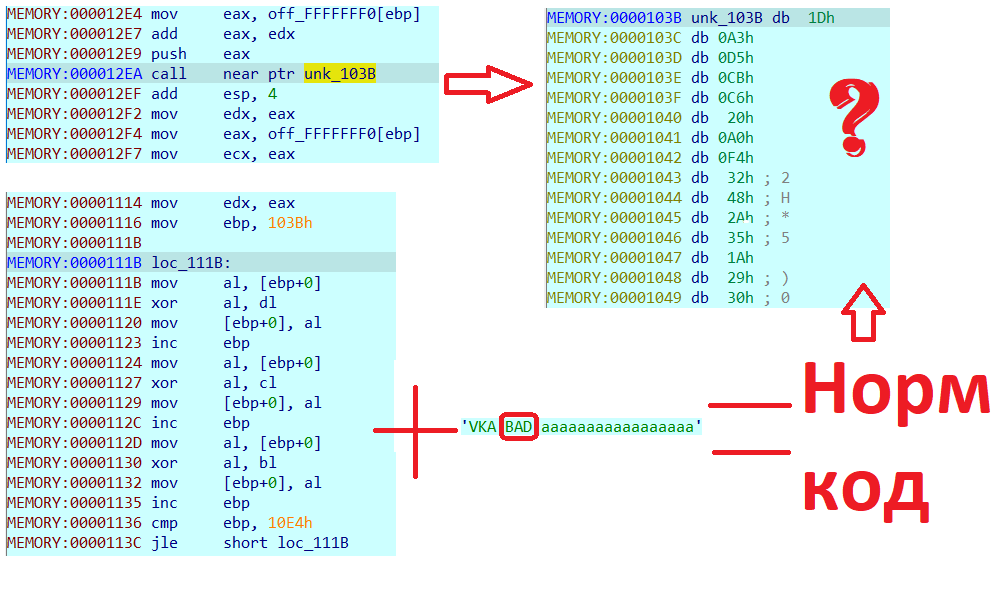 MEMORY:000012E4 mov     eax, off_FFFFFFF0[ebp]
MEMORY:000012E7 add     eax, edx
MEMORY:000012E9 push    eax
MEMORY:000012EA call    near ptr unk_103B
MEMORY:000012EF add     esp, 4
MEMORY:000012F2 mov     edx, eax
MEMORY:000012F4 mov     eax, off_FFFFFFF0[ebp]
MEMORY:000012F7 mov     ecx, eax
MEMORY:0000103B unk_103B db  1Dh
MEMORY:0000103C db 0A3h
MEMORY:0000103D db 0D5h
MEMORY:0000103E db 0CBh
MEMORY:0000103F db 0C6h
MEMORY:00001040 db  20h
MEMORY:00001041 db 0A0h
MEMORY:00001042 db 0F4h
MEMORY:00001043 db  32h ; 2
MEMORY:00001044 db  48h ; H
MEMORY:00001045 db  2Ah ; *
MEMORY:00001046 db  35h ; 5
MEMORY:00001047 db  1Ah
MEMORY:00001048 db  29h ; )
MEMORY:00001049 db  30h ; 0
?
MEMORY:00001114 mov     edx, eax
MEMORY:00001116 mov     ebp, 103Bh
MEMORY:0000111B
MEMORY:0000111B loc_111B:
MEMORY:0000111B mov     al, [ebp+0]
MEMORY:0000111E xor     al, dl
MEMORY:00001120 mov     [ebp+0], al
MEMORY:00001123 inc     ebp
MEMORY:00001124 mov     al, [ebp+0]
MEMORY:00001127 xor     al, cl
MEMORY:00001129 mov     [ebp+0], al
MEMORY:0000112C inc     ebp
MEMORY:0000112D mov     al, [ebp+0]
MEMORY:00001130 xor     al, bl
MEMORY:00001132 mov     [ebp+0], al
MEMORY:00001135 inc     ebp
MEMORY:00001136 cmp     ebp, 10E4h
MEMORY:0000113C jle     short loc_111B
'VKA BAD aaaaaaaaaaaaaaaaa'
Норм
код